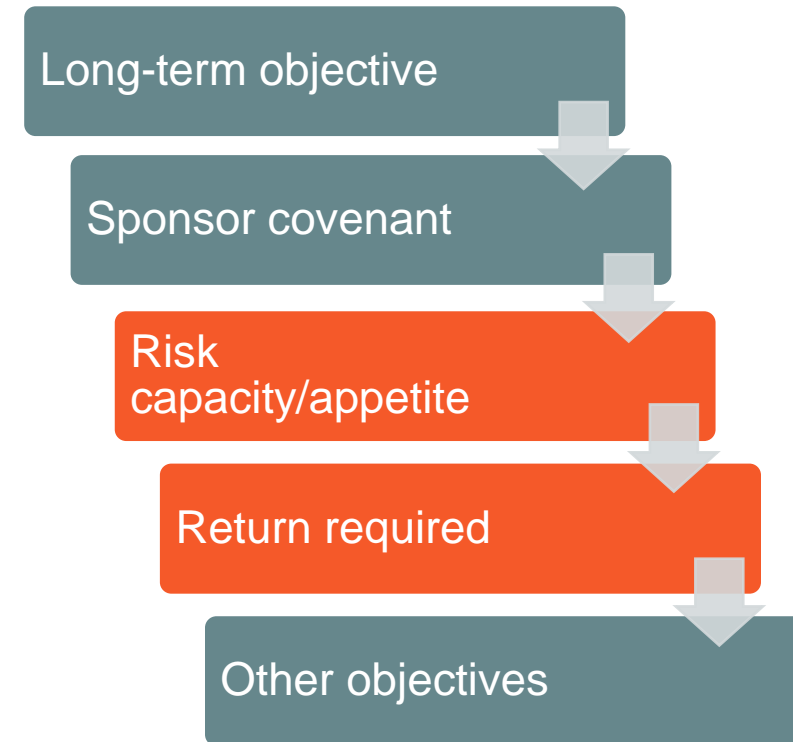 Long-term objective
Sponsor covenant
Risk
capacity/appetite
Return required
Other objectives